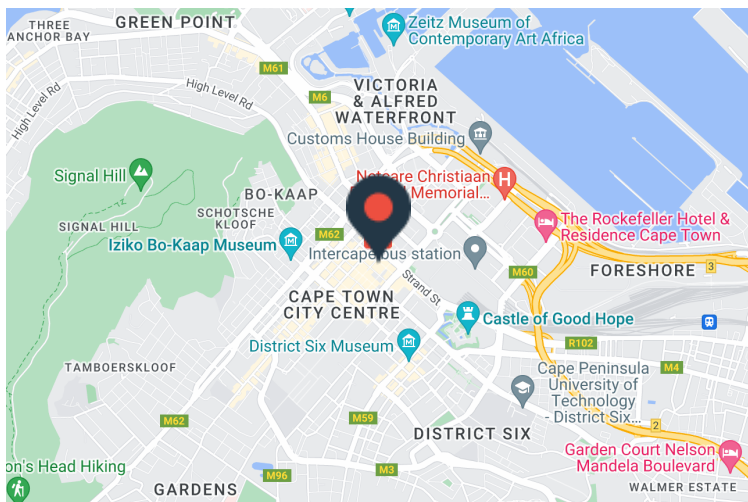 GREEN POINT
THREE
ANCHOR BAY
Zeitz Museum of
Contemporary Art Africa
M61
High Level Rd
High Level Rd
M6
VICTORIA
& ALFRED
WATERFRONT
Customs House Building
Signal Hill
Christiaan
Memorial...
BO-KAAP
SCHOTSCHE
KLOOF
SIGNAL HILL
M62
Iziko Bo-Kaap Museum
The Rockefeller Hotel &
Residence Cape Town
Intercape bus station
M60
FORESHORE
3
Strand St
CAPE TOWN
CITY CENTRE
Castle of Good Hope
District Six Museum
R102
TAMBOERSKLOOF
Cape Peninsula
University of
Technology
- District Six...
M4
M62
M59
2
DISTRICT SIX
Garden Court Nelson
Mandela Boulevard
on's Head Hiking
M96
M3
GARDENS
WALMER ESTATE